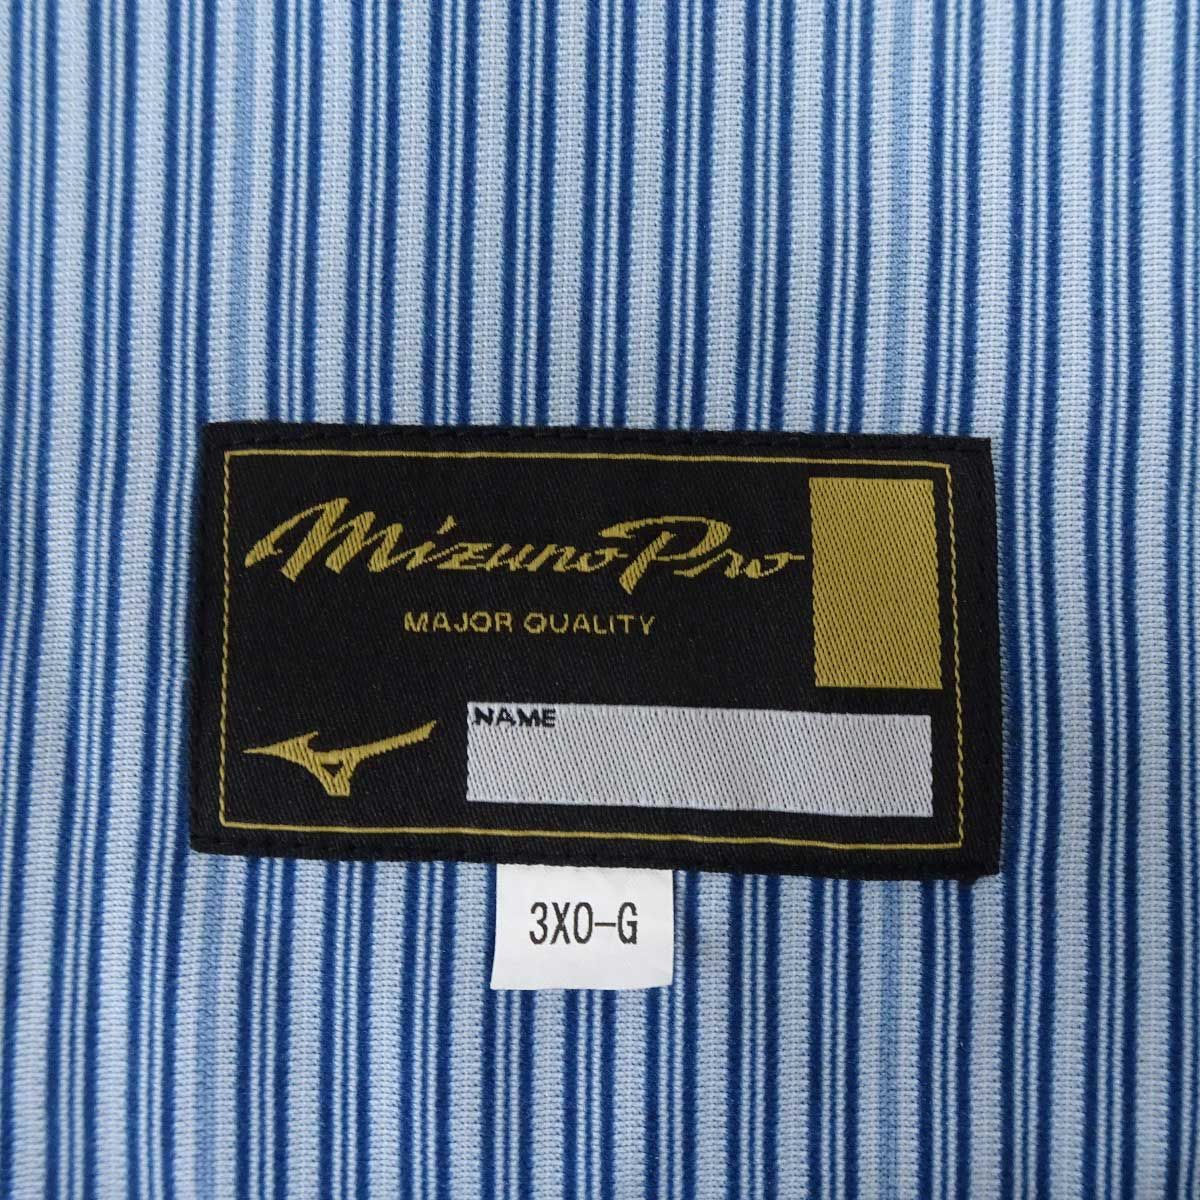 Mizuno Pro
MAJOR QUALITY
NAME
3XO-G